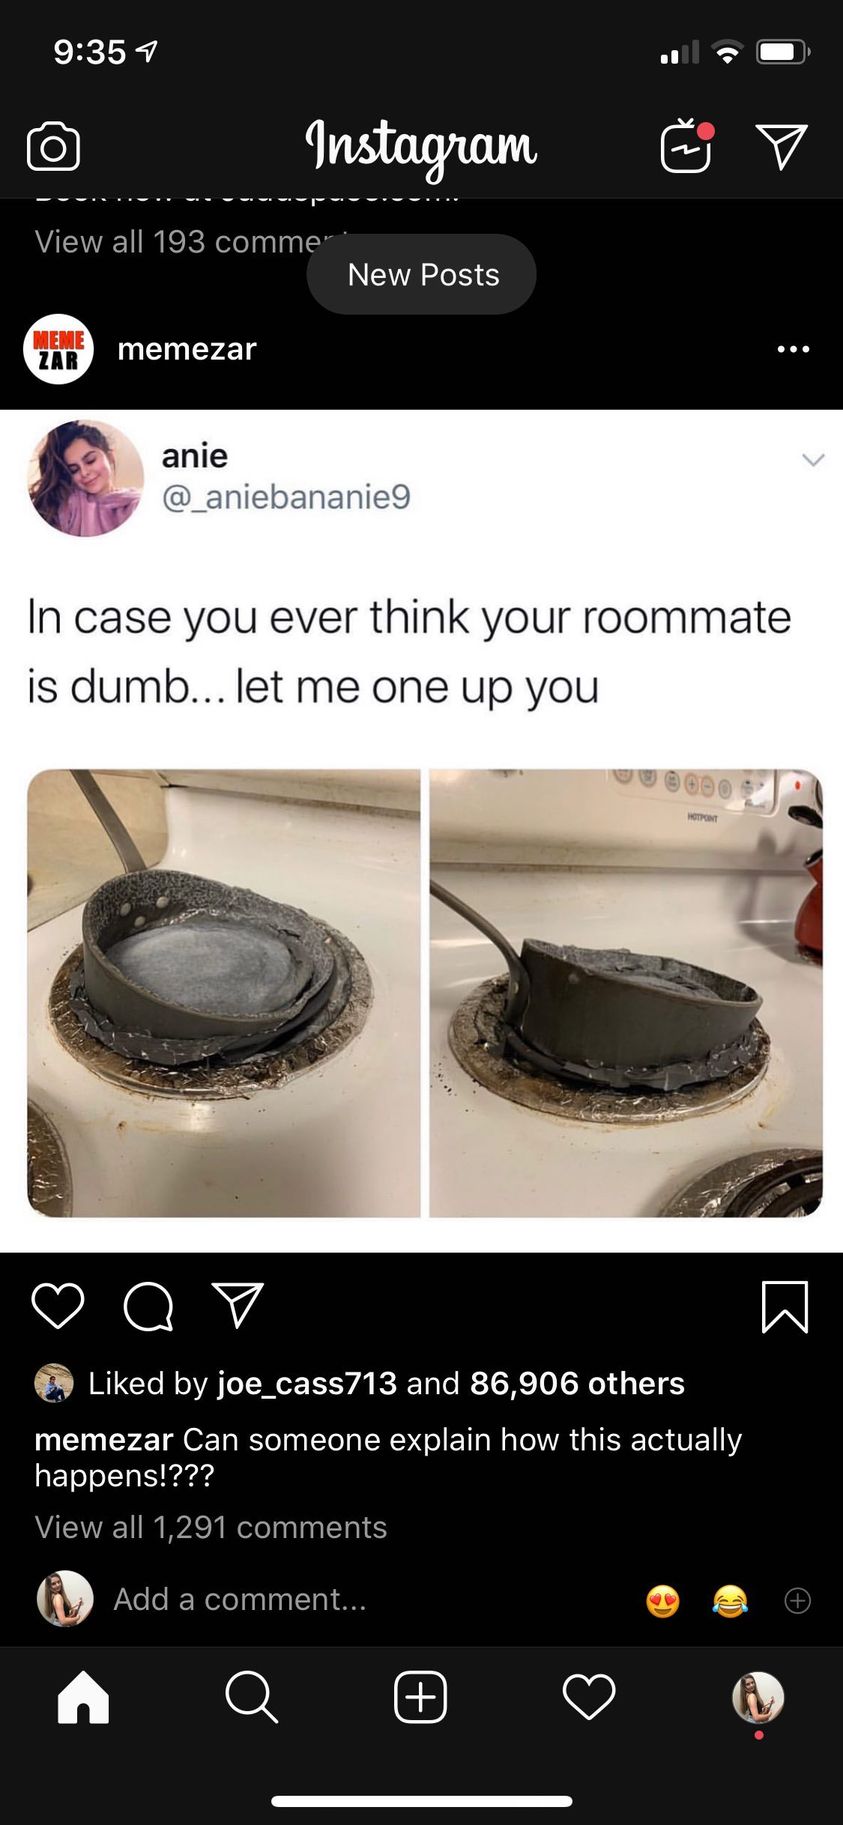 9:35
Instagram
View all 193
New Posts
MEME
ZAR
memezar
anie
@_aniebananie9
In case you ever think your roommate
is dumb... let me one up you
HOTPOINT
Liked by joe_cass713 and 86,906 others
memezar Can someone explain how this actually
happens!???
View all 1,291 comments
Add a comment...